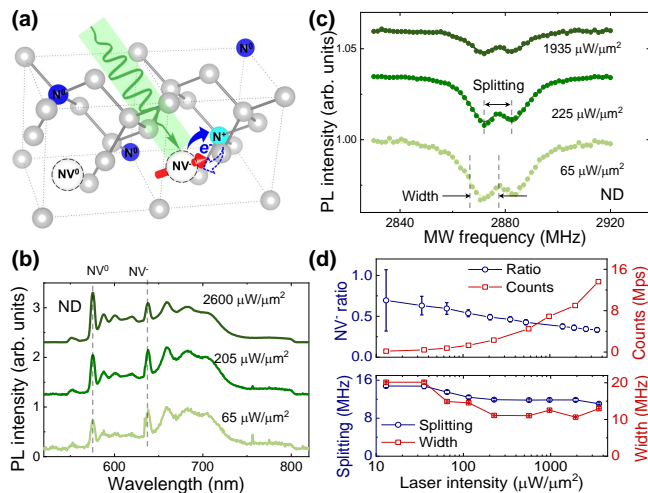 (a)
N⁰
N⁰
N⁺
e⁻
NV⁻
N⁰
NV⁰
(b)
NV⁰
NV⁻
ND
2600 μW/μm²
205 μW/μm²
65 μW/μm²
PL intensity (arb. units)
3
2
1
0
600
700
800
Wavelength (nm)
(c)
PL intensity (arb. units)
1.05
1.00
1935 μW/μm²
Splitting
225 μW/μm²
65 μW/μm²
Width
ND
2840
2880
2920
MW frequency (MHz)
(d)
NV⁻ ratio
1.0
0.5
0.0
Ratio
Counts
16
12
8
4
0
Counts (Mps)
Splitting (MHz)
16
12
8
4
0
Splitting
Width
20
15
10
5
0
Width (MHz)
10
100
1000
Laser intensity (μW/μm²)